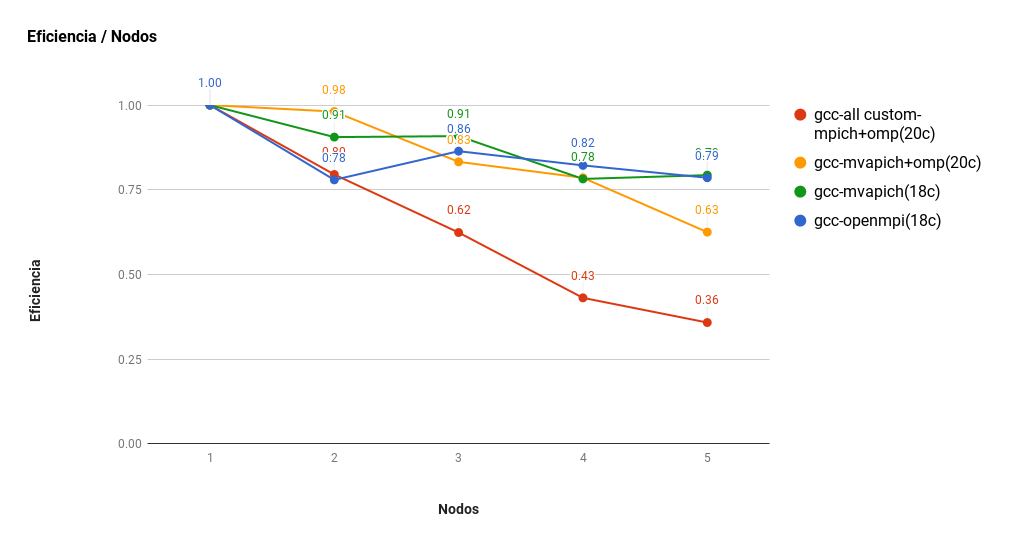 Eficiencia / Nodos
1.00
0.98
0.91
0.80
0.78
0.91
0.86
0.83
0.62
0.82
0.78
0.43
0.79
0.63
0.36
1.00
0.75
0.50
0.25
0.00
1 2 3 4 5
Eficiencia
Nodos
gcc-all custom-
mpich+omp(20c)
gcc-mvapich+omp(20c)
gcc-mvapich(18c)
gcc-openmpi(18c)